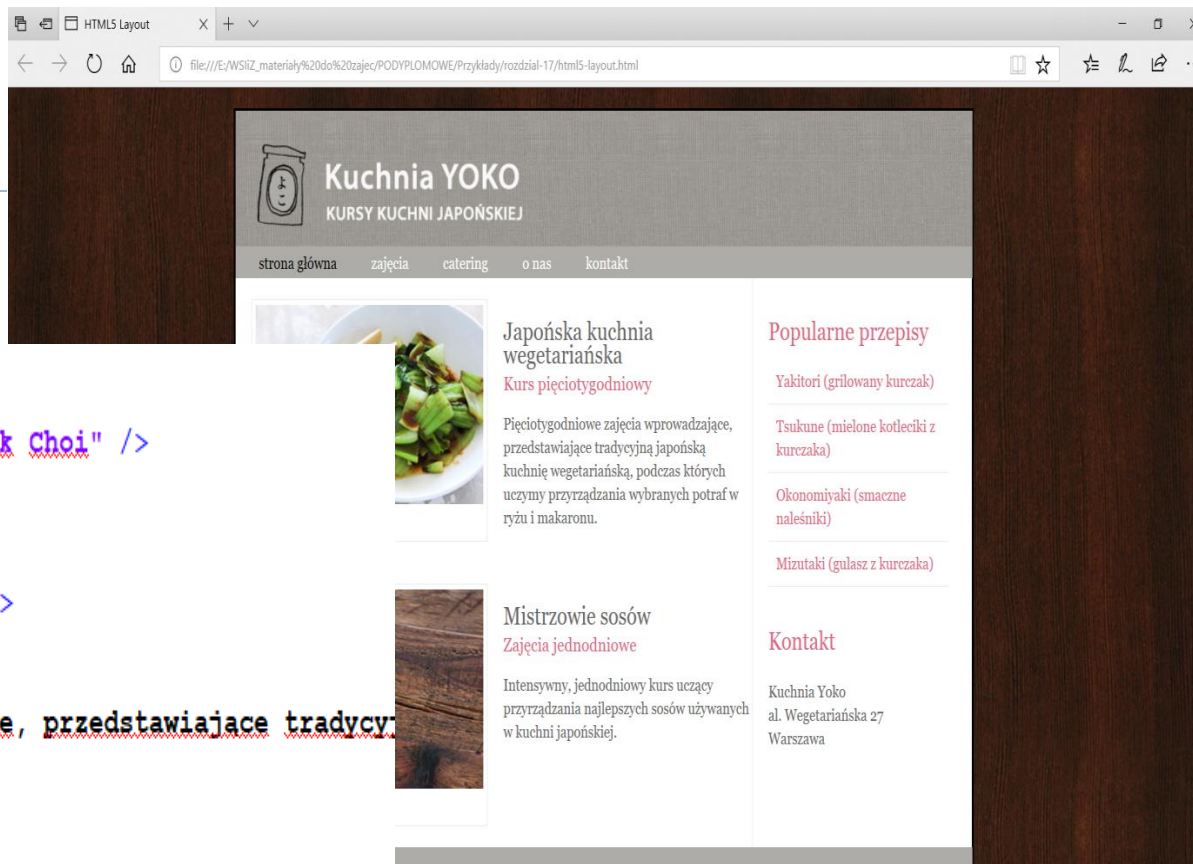 HTML5 Layout
file:///E:/WSIiZ_materiały%20do%20zajec/PODYPLOMOWE/Przykłady/rozdzial-17/html5-layout.html
よこ
Kuchnia YOKO
KURSY KUCHNI JAPOŃSKIEJ
strona główna zajęcia catering o nas kontakt
Japońska kuchnia
wegetariańska
Kurs pięciotygodniowy
Pięciotygodniowe zajęcia wprowadzające,
przedstawiające tradycyjną japońską
kuchnię wegetariańską, podczas których
uczymy przyrządzania wybranych potraf w
ryżu i makaronu.
Mistrzowie sosów
Zajęcia jednodniowe
Intensywny, jednodniowy kurs uczący
przyrządzania najlepszych sosów używanych
w kuchni japońskiej.
Popularne przepisy
Yakitori (grilowany kurczak)
Tsukune (mielone kotleciki z
kurczaka)
Okonomiyaki (smaczne
naleśniki)
Mizutaki (gulasz z kurczaka)
Kontakt
Kuchnia Yoko
al. Wegetariańska 27
Warszawa
k Choi" />
>
e, przedstawiające